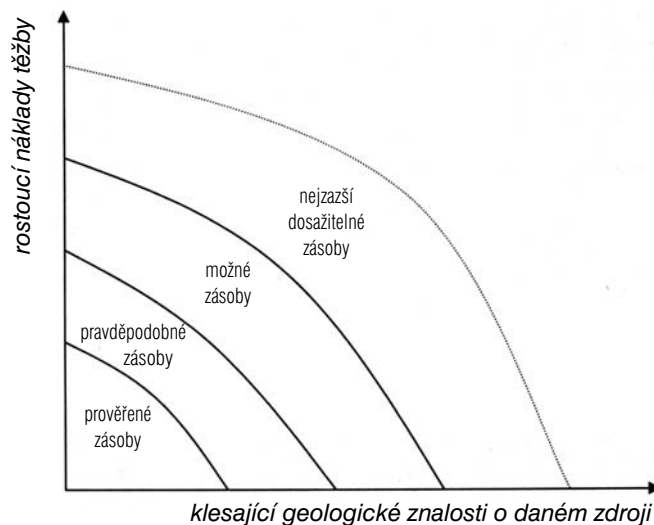 rostoucí náklady těžby
nejzazší
dosažitelné
zásoby
možné
zásoby
pravděpodobné
zásoby
prověřené
zásoby
klesající geologické znalosti o daném zdroji